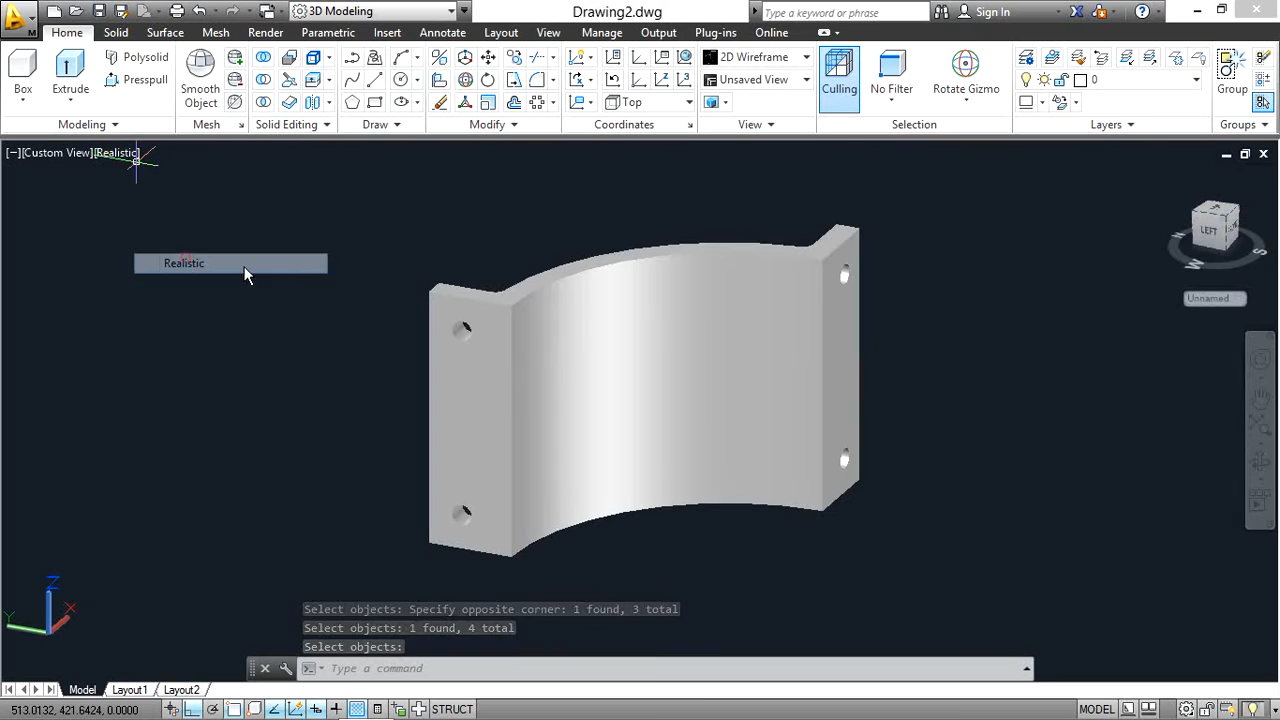 3D Modeling
Drawing2.dwg
Type a keyword or phrase
Sign In
Home Solid Surface Mesh Render Parametric Insert Annotate Layout View Manage Output Plug-ins Online
Polysolid
Presspull
Box
Extrude
Smooth
Object
Top
2D Wireframe
Unsaved View
Culling
No Filter
Rotate Gizmo
0
Group
Modeling
Mesh
Solid Editing
Draw
Modify
Coordinates
View
Selection
Layers
Groups
[−][Custom View][Realistic]
Realistic
LEFT
W
Unnamed
Z
X
Y
Select objects: Specify opposite corner: 1 found, 3 total
Select objects: 1 found, 4 total
Select objects:
Type a command
Model Layout1 Layout2
513.0132, 421.6424, 0.0000
STRUCT
MODEL